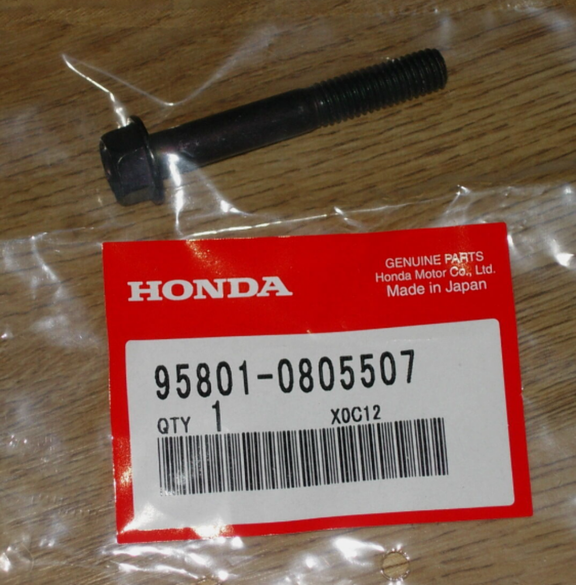 HONDA
GENUINE PARTS
Honda Motor Co., Ltd.
Made in Japan
95801-0805507
QTY 1 X0C12